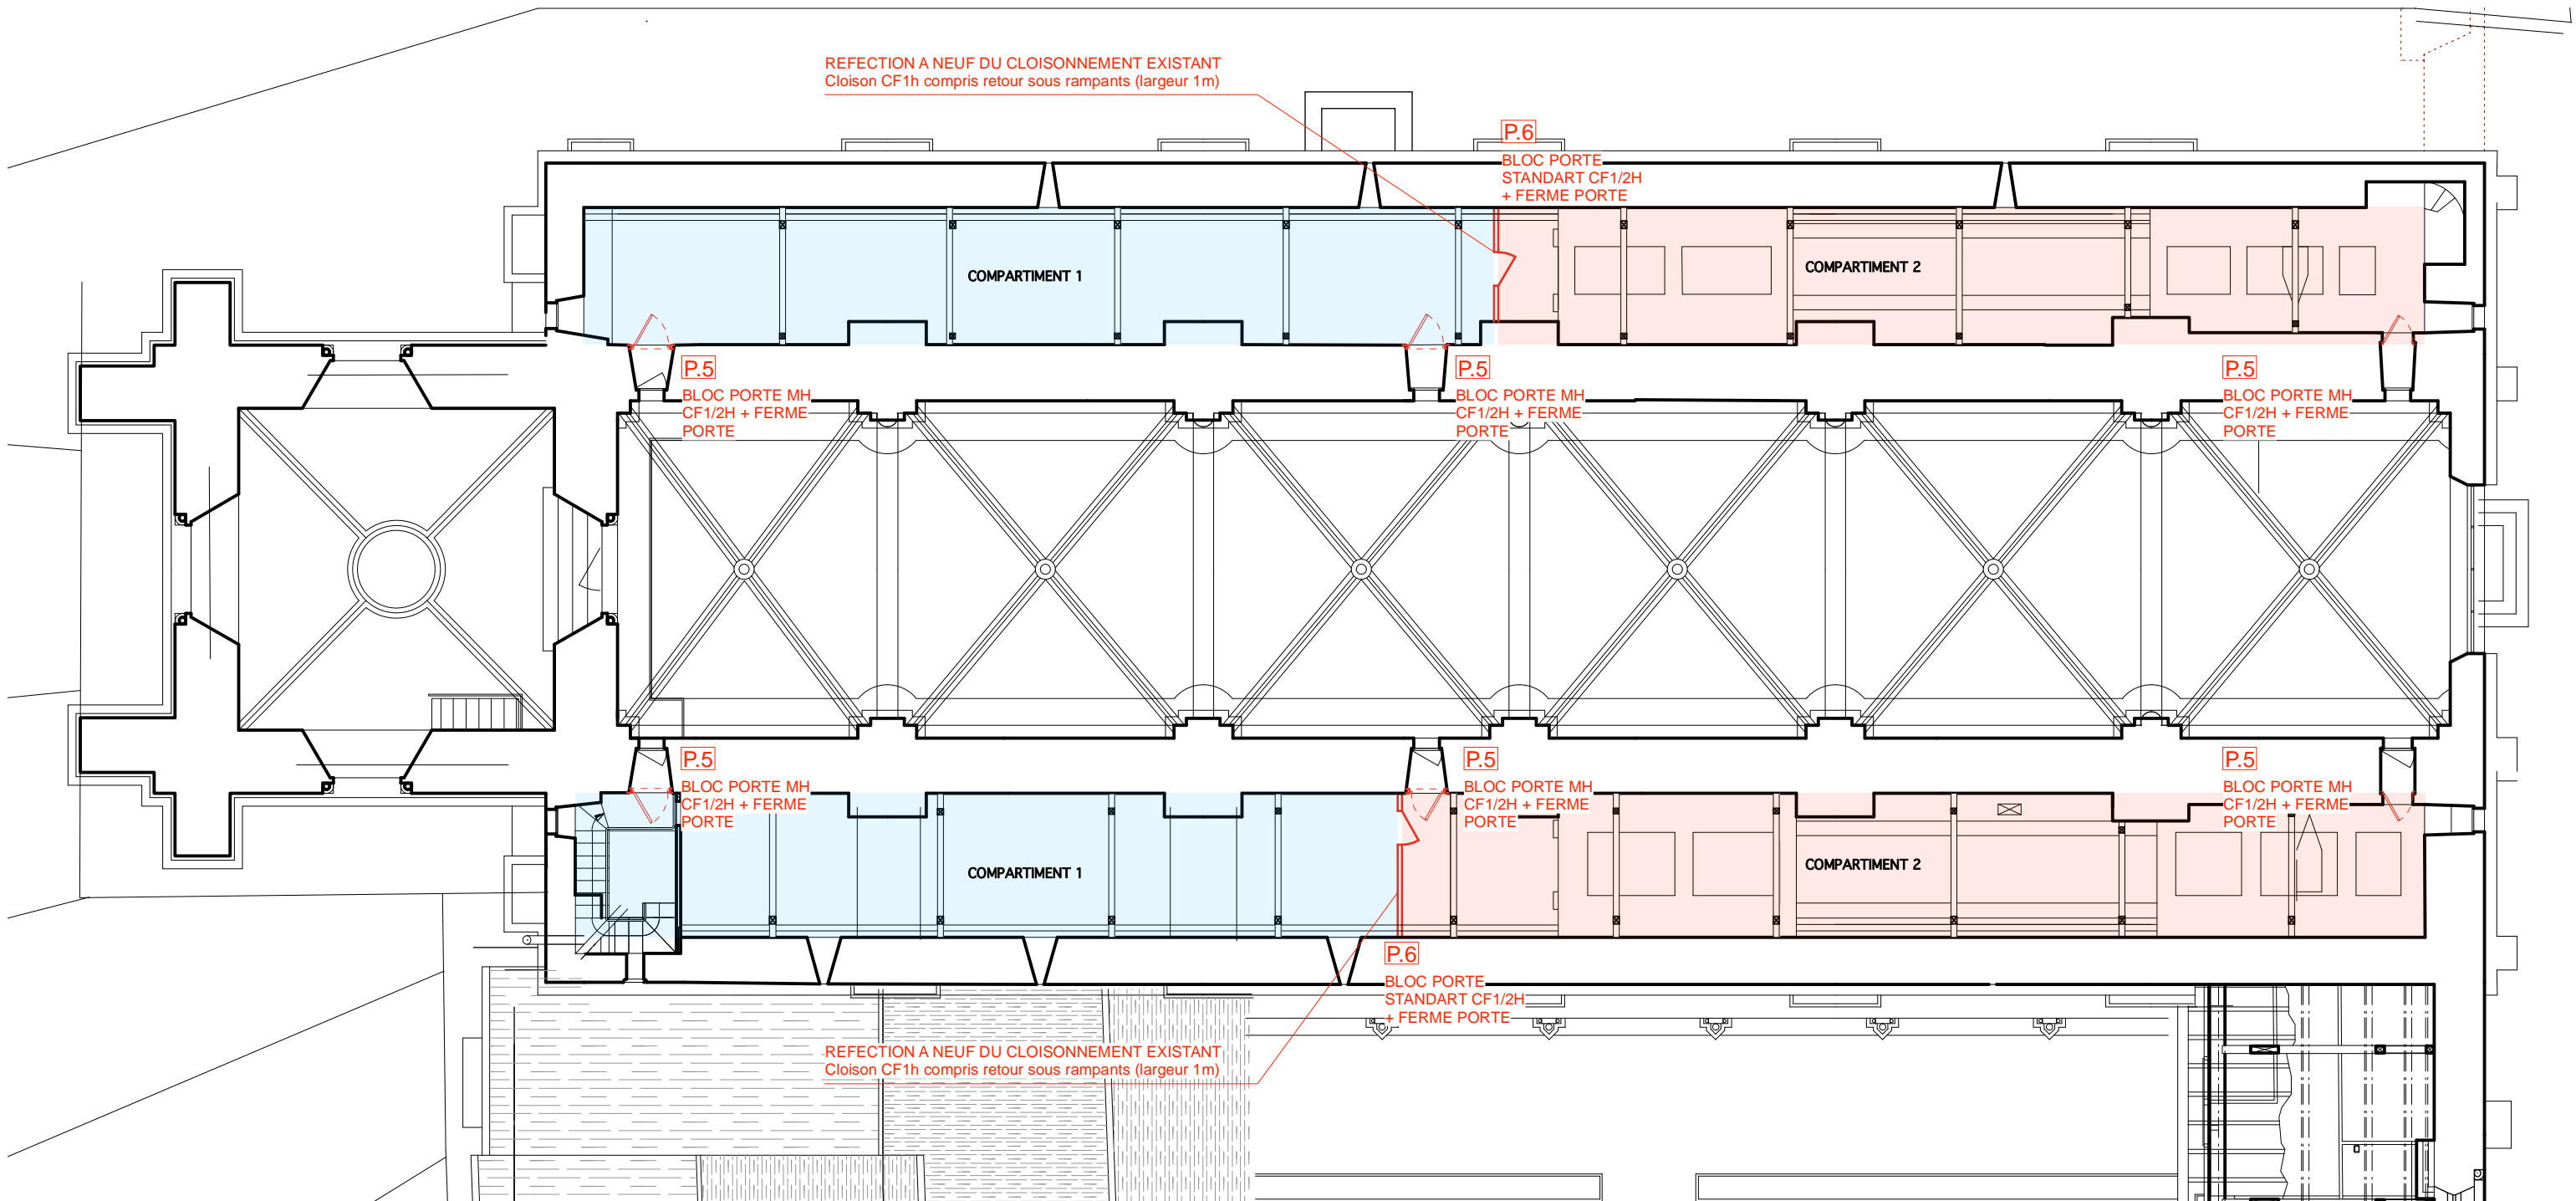 REFECTION A NEUF DU CLOISONNEMENT EXISTANT
Cloison CF1h compris retour sous rampants (largeur 1m)
P.6
BLOC PORTE
STANDART CF1/2H
+ FERME PORTE
COMPARTIMENT 1
COMPARTIMENT 2
P.5
BLOC PORTE MH
CF1/2H + FERME
PORTE
P.5
BLOC PORTE MH
CF1/2H + FERME
PORTE
P.5
BLOC PORTE MH
CF1/2H + FERME
PORTE
P.5
BLOC PORTE MH
CF1/2H + FERME
PORTE
P.5
BLOC PORTE MH
CF1/2H + FERME
PORTE
P.5
BLOC PORTE MH
CF1/2H + FERME
PORTE
COMPARTIMENT 1
COMPARTIMENT 2
P.6
BLOC PORTE
STANDART CF1/2H
+ FERME PORTE
REFECTION A NEUF DU CLOISONNEMENT EXISTANT
Cloison CF1h compris retour sous rampants (largeur 1m)